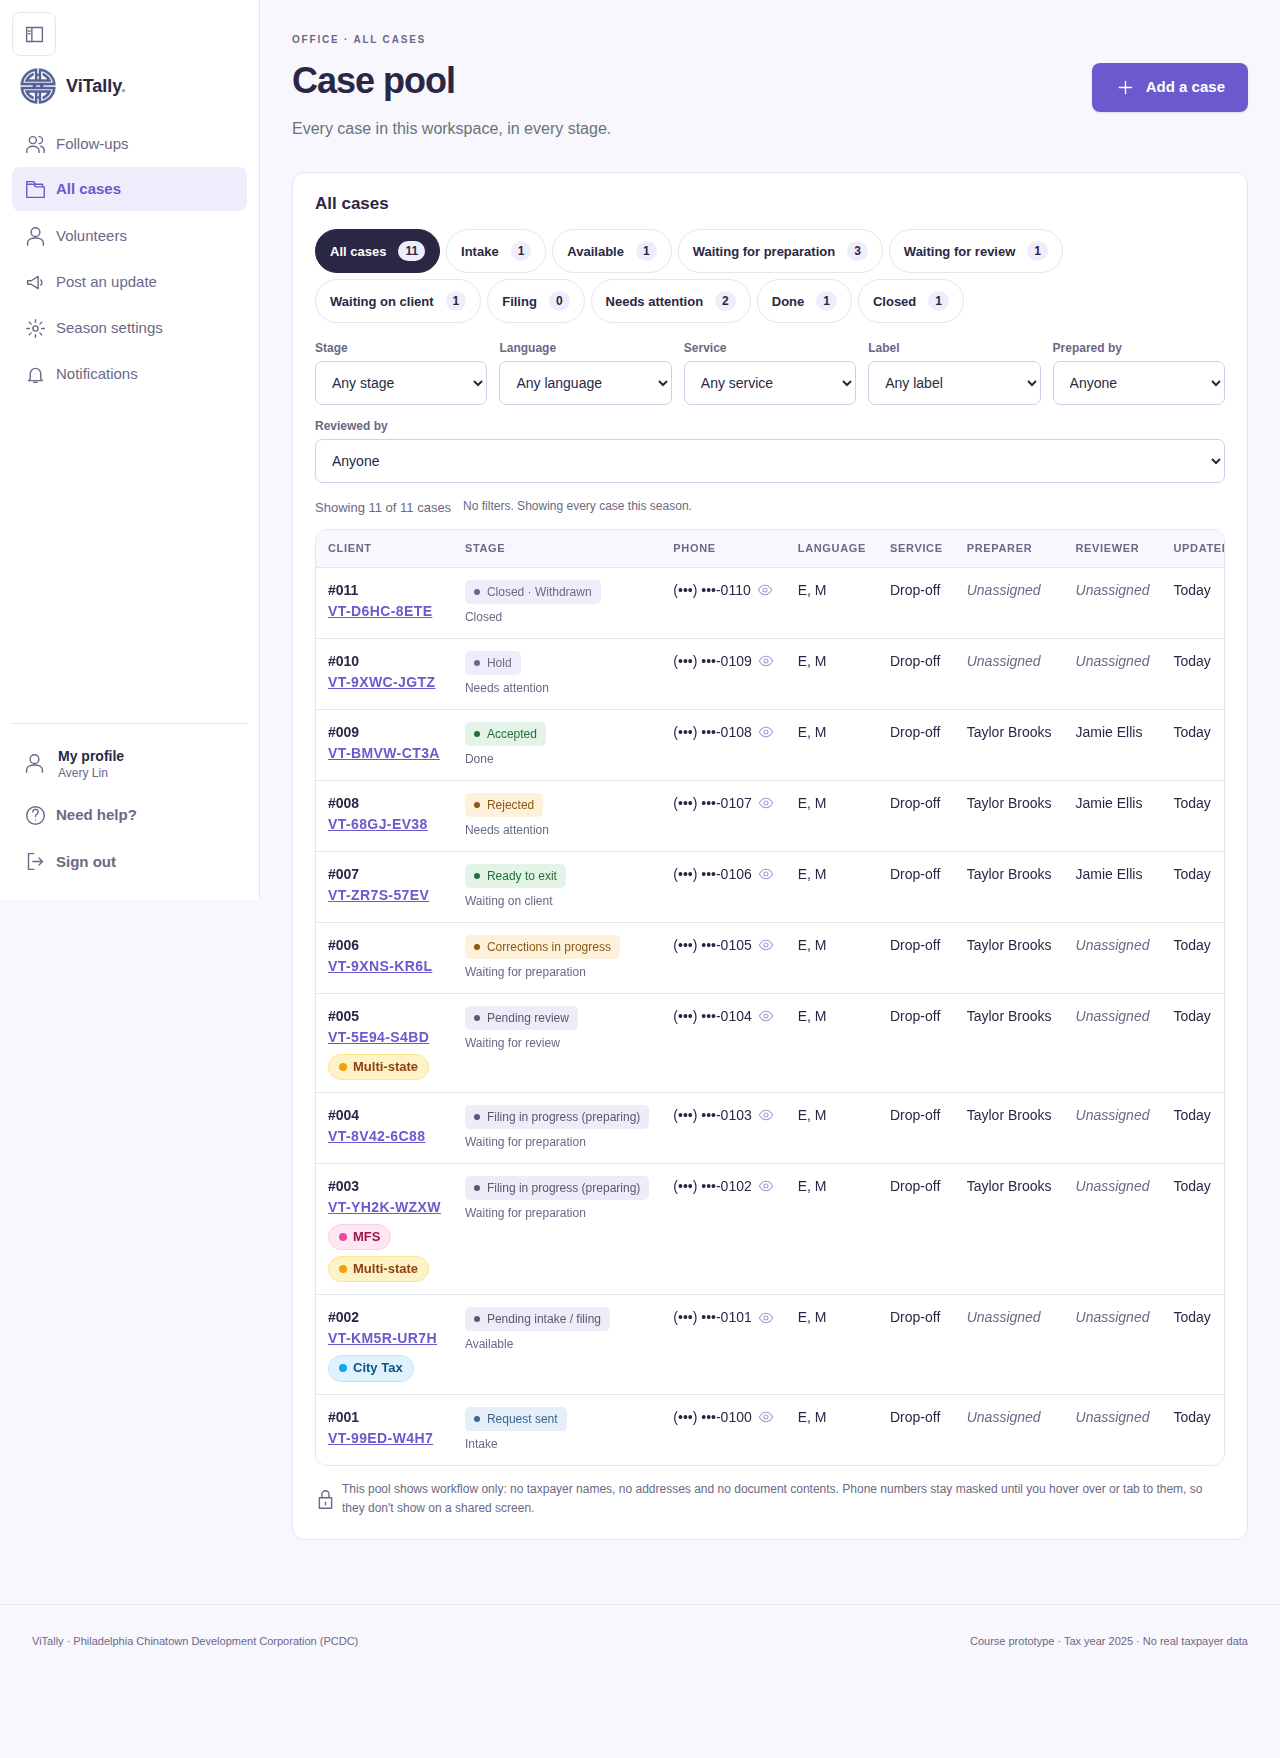 ViTally.
Follow-ups
All cases
Volunteers
Post an update
Season settings
Notifications
My profile
Avery Lin
Need help?
Sign out
OFFICE · ALL CASES
Case pool
Every case in this workspace, in every stage.
Add a case
All cases
All cases 11 Intake 1 Available 1 Waiting for preparation 3 Waiting for review 1
Waiting on client 1 Filing 0 Needs attention 2 Done 1 Closed 1
Stage Language Service Label Prepared by
Any stage Any language Any service Any label Anyone
Reviewed by
Anyone
Showing 11 of 11 cases No filters. Showing every case this season.
CLIENT STAGE PHONE LANGUAGE SERVICE PREPARER REVIEWER
#011 Closed · Withdrawn (•••) •••-0110 E, M Drop-off Unassigned Unassigned Today
VT-D6HC-8ETE Closed
#010 Hold (•••) •••-0109 E, M Drop-off Unassigned Unassigned Today
VT-9XWC-JGTZ Needs attention
#009 Accepted (•••) •••-0108 E, M Drop-off Taylor Brooks Jamie Ellis Today
VT-BMVW-CT3A Done
#008 Rejected (•••) •••-0107 E, M Drop-off Taylor Brooks Jamie Ellis Today
VT-68GJ-EV38 Needs attention
#007 Ready to exit (•••) •••-0106 E, M Drop-off Taylor Brooks Jamie Ellis Today
VT-ZR7S-57EV Waiting on client
#006 Corrections in progress (•••) •••-0105 E, M Drop-off Taylor Brooks Unassigned Today
VT-9XNS-KR6L Waiting for preparation
#005 Pending review (•••) •••-0104 E, M Drop-off Taylor Brooks Unassigned Today
VT-5E94-S4BD Waiting for review
Multi-state
#004 Filing in progress (preparing) (•••) •••-0103 E, M Drop-off Taylor Brooks Unassigned Today
VT-8V42-6C88 Waiting for preparation
#003 Filing in progress (preparing) (•••) •••-0102 E, M Drop-off Taylor Brooks Unassigned Today
VT-YH2K-WZXW Waiting for preparation
MFS
Multi-state
#002 Pending intake / filing (•••) •••-0101 E, M Drop-off Unassigned Unassigned Today
VT-KM5R-UR7H Available
City Tax
#001 Request sent (•••) •••-0100 E, M Drop-off Unassigned Unassigned Today
VT-99ED-W4H7 Intake
This pool shows workflow only: no taxpayer names, no addresses and no document contents. Phone numbers stay masked until you hover over or tab to them, so
they don't show on a shared screen.
ViTally · Philadelphia Chinatown Development Corporation (PCDC) Course prototype · Tax year 2025 · No real taxpayer data